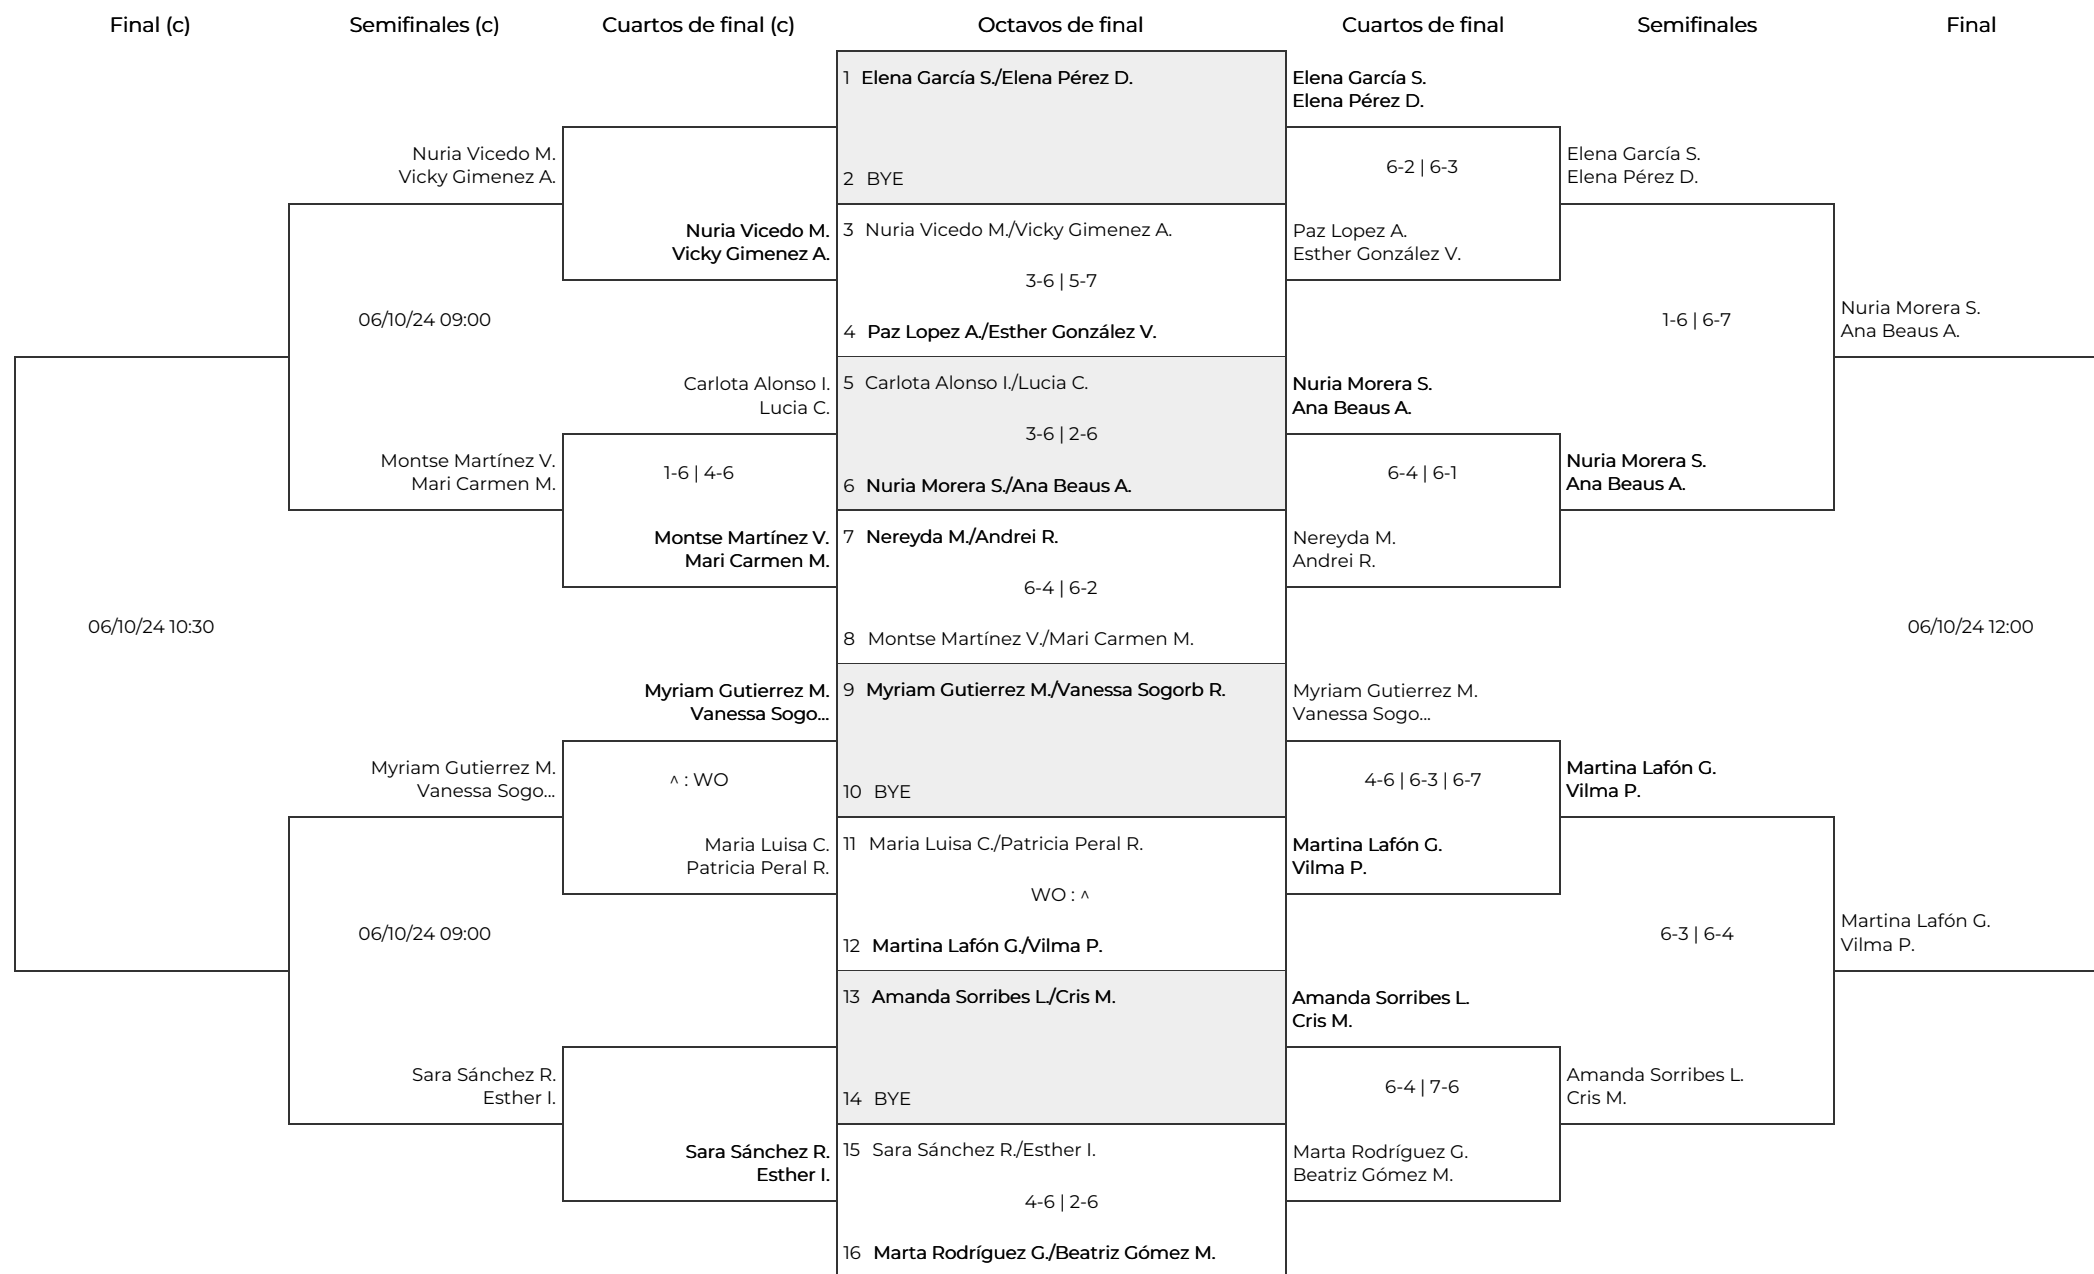 Final (c)
Semifinales (c)
Cuartos de final (c)
Octavos de final
Cuartos de final
Semifinales
Final
Nuria Vicedo M.
Vicky Gimenez A.
06/10/24 09:00
Montse Martínez V.
Mari Carmen M.
06/10/24 10:30
Myriam Gutierrez M.
Vanessa Sogo...
06/10/24 09:00
Sara Sánchez R.
Esther I.
Nuria Vicedo M.
Vicky Gimenez A.
Carlota Alonso I.
Lucia C.
1-6 | 4-6
Montse Martínez V.
Mari Carmen M.
Myriam Gutierrez M.
Vanessa Sogo...
^ : WO
Maria Luisa C.
Patricia Peral R.
Sara Sánchez R.
Esther I.
1 Elena García S./Elena Pérez D.
2 BYE
3 Nuria Vicedo M./Vicky Gimenez A.
3-6 | 5-7
4 Paz Lopez A./Esther González V.
5 Carlota Alonso I./Lucia C.
3-6 | 2-6
6 Nuria Morera S./Ana Beaus A.
7 Nereyda M./Andrei R.
6-4 | 6-2
8 Montse Martínez V./Mari Carmen M.
9 Myriam Gutierrez M./Vanessa Sogorb R.
10 BYE
11 Maria Luisa C./Patricia Peral R.
WO : ^
12 Martina Lafón G./Vilma P.
13 Amanda Sorribes L./Cris M.
14 BYE
15 Sara Sánchez R./Esther I.
4-6 | 2-6
16 Marta Rodríguez G./Beatriz Gómez M.
Elena García S.
Elena Pérez D.
6-2 | 6-3
Paz Lopez A.
Esther González V.
Nuria Morera S.
Ana Beaus A.
6-4 | 6-1
Nereyda M.
Andrei R.
Myriam Gutierrez M.
Vanessa Sogo...
4-6 | 6-3 | 6-7
Martina Lafón G.
Vilma P.
Amanda Sorribes L.
Cris M.
6-4 | 7-6
Marta Rodríguez G.
Beatriz Gómez M.
Elena García S.
Elena Pérez D.
1-6 | 6-7
Nuria Morera S.
Ana Beaus A.
Martina Lafón G.
Vilma P.
6-3 | 6-4
Amanda Sorribes L.
Cris M.
Nuria Morera S.
Ana Beaus A.
06/10/24 12:00
Martina Lafón G.
Vilma P.